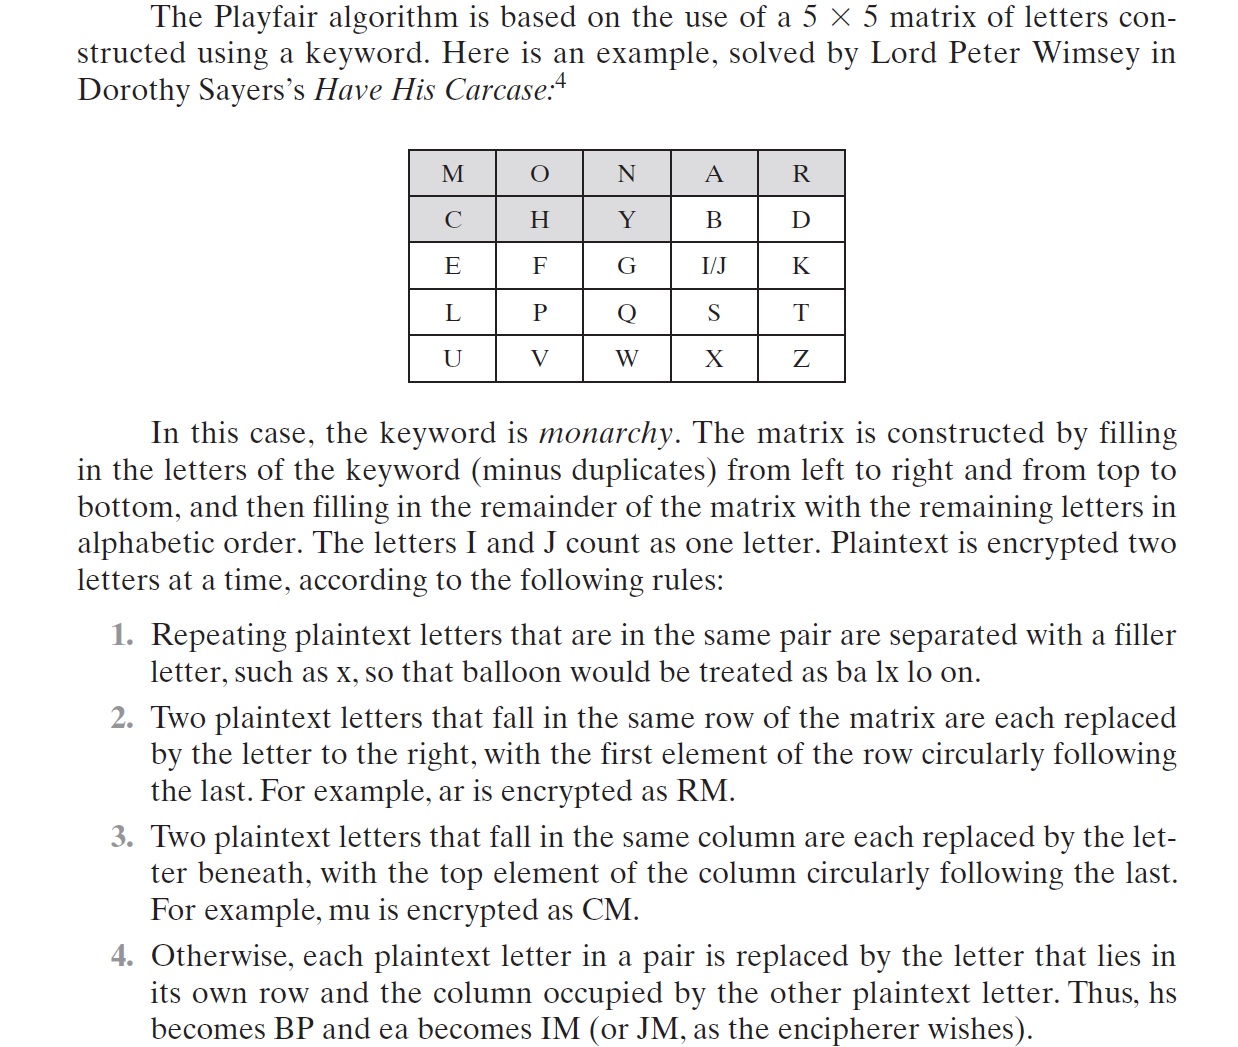 The Playfair algorithm is based on the use of a 5 × 5 matrix of letters con-
structed using a keyword. Here is an example, solved by Lord Peter Wimsey in
Dorothy Sayers’s Have His Carcase:4
M O N A R
C H Y B D
E F G I/J K
L P Q S T
U V W X Z
In this case, the keyword is monarchy. The matrix is constructed by filling
in the letters of the keyword (minus duplicates) from left to right and from top to
bottom, and then filling in the remainder of the matrix with the remaining letters in
alphabetic order. The letters I and J count as one letter. Plaintext is encrypted two
letters at a time, according to the following rules:
1. Repeating plaintext letters that are in the same pair are separated with a filler
letter, such as x, so that balloon would be treated as ba lx lo on.
2. Two plaintext letters that fall in the same row of the matrix are each replaced
by the letter to the right, with the first element of the row circularly following
the last. For example, ar is encrypted as RM.
3. Two plaintext letters that fall in the same column are each replaced by the let-
ter beneath, with the top element of the column circularly following the last.
For example, mu is encrypted as CM.
4. Otherwise, each plaintext letter in a pair is replaced by the letter that lies in
its own row and the column occupied by the other plaintext letter. Thus, hs
becomes BP and ea becomes IM (or JM, as the encipherer wishes).